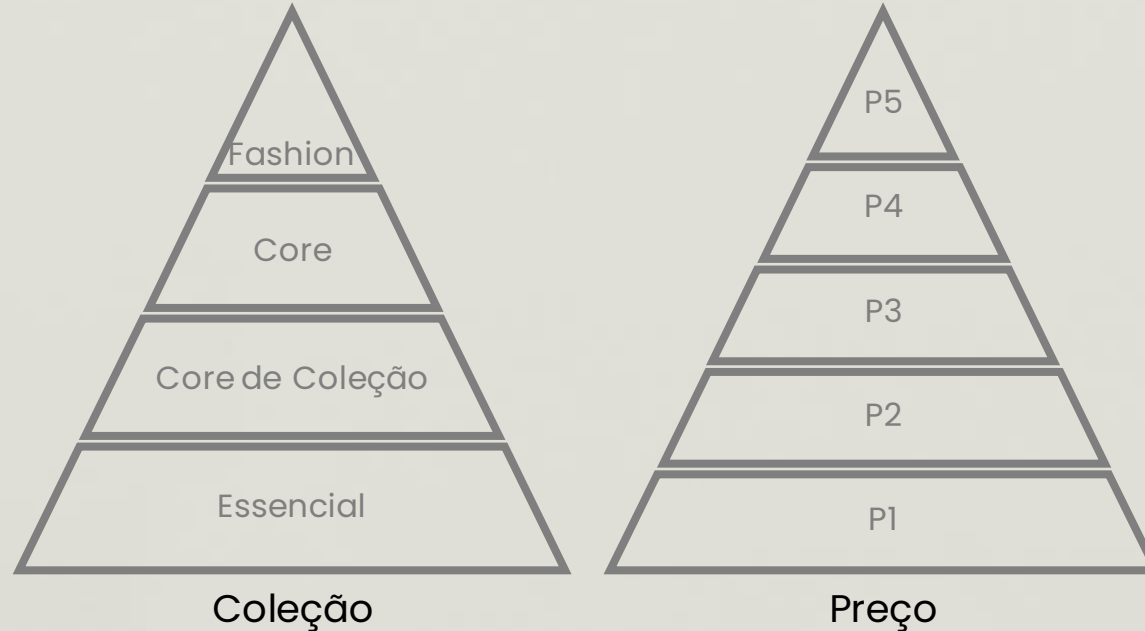 Fashion
Core
Core de Coleção
Essencial
Coleção
P5
P4
P3
P2
P1
Preço